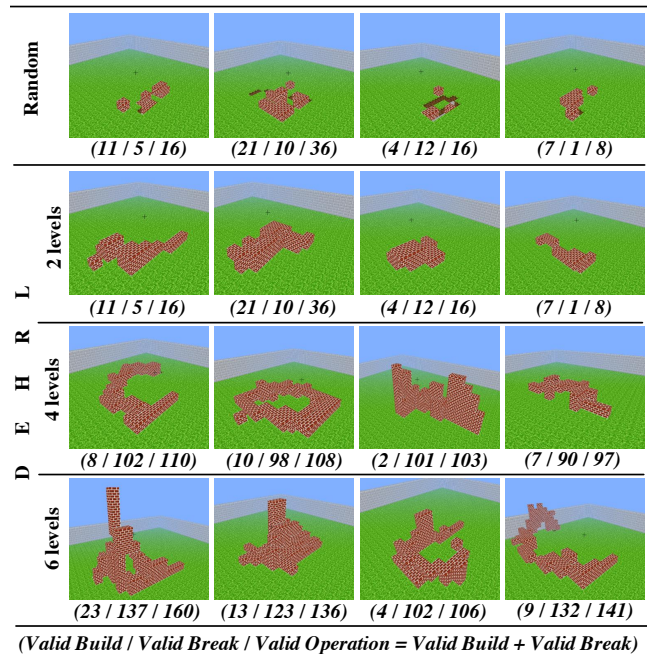 Random
(11 / 5 / 16)
(21 / 10 / 36)
(4 / 12 / 16)
(7 / 1 / 8)
DEHRL
2 levels
(11 / 5 / 16)
(21 / 10 / 36)
(4 / 12 / 16)
(7 / 1 / 8)
4 levels
(8 / 102 / 110)
(10 / 98 / 108)
(2 / 101 / 103)
(7 / 90 / 97)
6 levels
(23 / 137 / 160)
(13 / 123 / 136)
(4 / 102 / 106)
(9 / 132 / 141)
(Valid Build / Valid Break / Valid Operation = Valid Build + Valid Break)